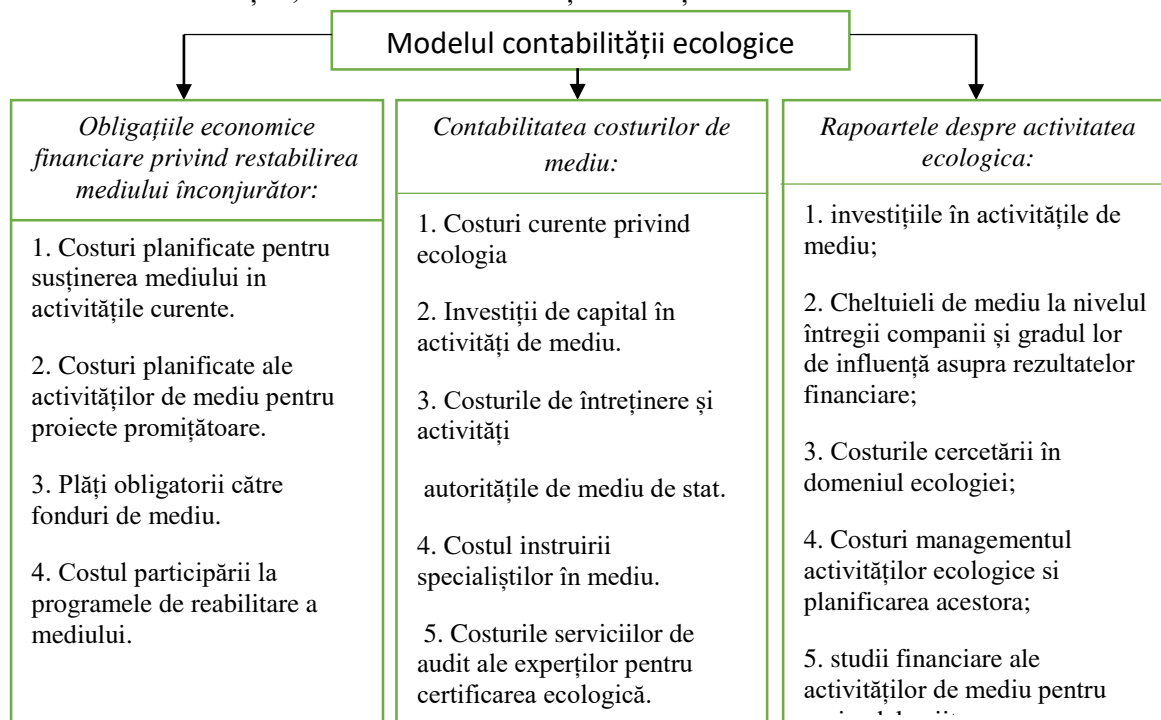 Modelul contabilității ecologice
Obligațiile economice
financiare privind restabilirea
mediului înconjurător:
1. Costuri planificate pentru
susținerea mediului in
activitățile curente.
2. Costuri planificate ale
activităților de mediu pentru
proiecte promițătoare.
3. Plăți obligatorii către
fonduri de mediu.
4. Costul participării la
programele de reabilitare a
mediului.
Contabilitatea costurilor de
mediu:
1. Costuri curente privind
ecologia
2. Investiții de capital în
activități de mediu.
3. Costurile de întreținere și
activități
autoritățile de mediu de stat.
4. Costul instruirii
specialiștilor în mediu.
5. Costurile serviciilor de
audit ale experților pentru
certificarea ecologică.
Rapoartele despre activitatea
ecologica:
1. investițiile în activitățile de
mediu;
2. Cheltuieli de mediu la nivelul
întregii companii și gradul lor
de influență asupra rezultatelor
financiare;
3. Costurile cercetării în
domeniul ecologiei;
4. Costuri managementul
activităților ecologice si
planificarea acestora;
5. studii financiare ale
activităților de mediu pentru